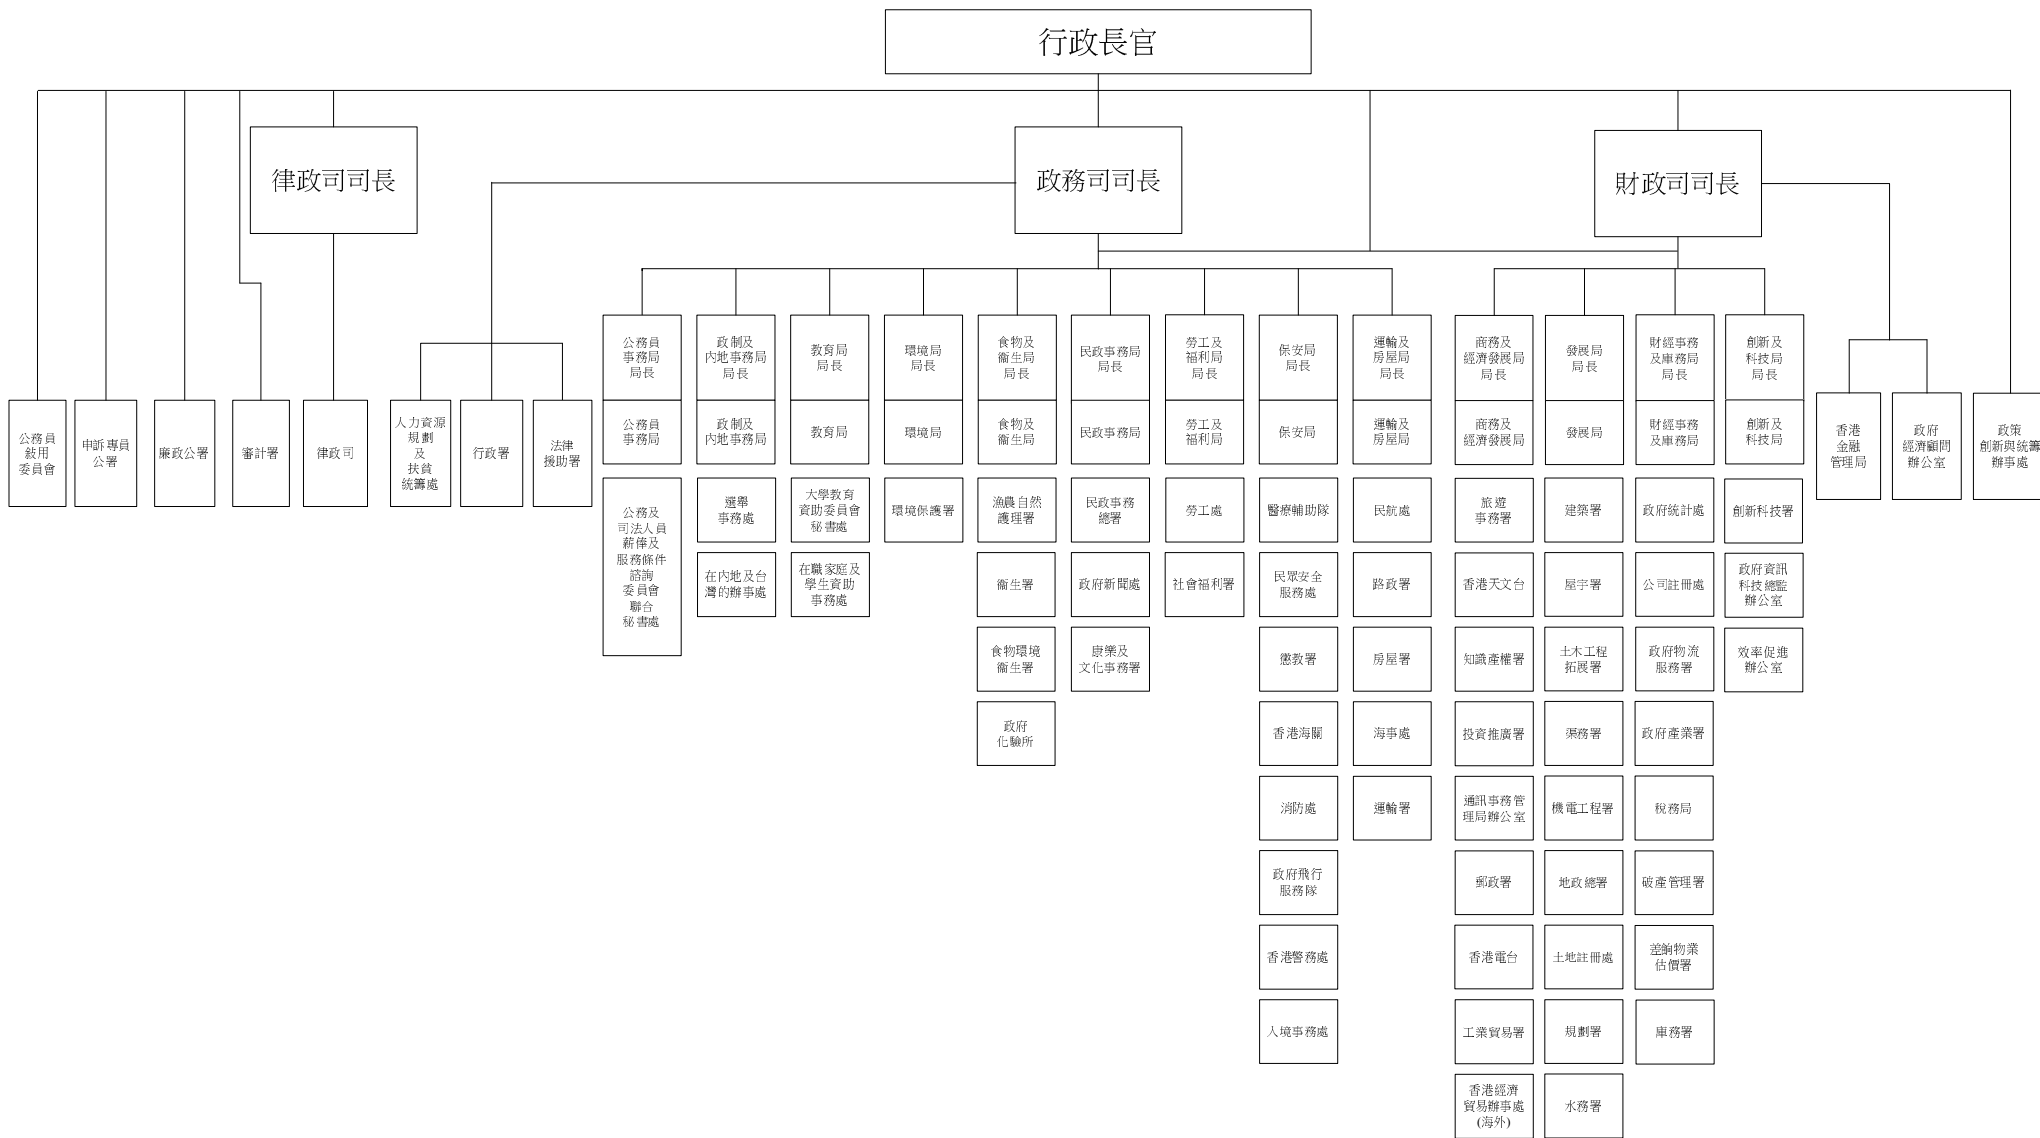 行政長官
律政司司長
政務司司長
財政司司長
公務員
事務局
局長
政制及
內地事務局
局長
教育局
局長
環境局
局長
食物及
衞生局
局長
民政事務局
局長
勞工及
福利局
局長
保安局
局長
運輸及
房屋局
局長
商務及
經濟發展局
局長
發展局
局長
財經事務
及庫務局
局長
創新及
科技局
局長
公務員
敍用
委員會
申訴專員
公署
廉政公署
審計署
律政司
人力資源
規劃
及
扶貧
統籌處
行政署
法律
援助署
公務員
事務局
政制及
內地事務局
教育局
環境局
食物及
衞生局
民政事務局
勞工及
福利局
保安局
運輸及
房屋局
商務及
經濟發展局
發展局
財經事務
及庫務局
創新及
科技局
香港
金融
管理局
政府
經濟顧問
辦公室
政策
創新與統籌
辦事處
公務及
司法人員
薪俸及
服務條件
諮詢
委員會
聯合
秘書處
選舉
事務處
大學教育
資助委員會
秘書處
環境保護署
漁農自然
護理署
民政事務
總署
勞工處
醫療輔助隊
民航處
旅遊
事務署
建築署
政府統計處
創新科技署
在內地及台
灣的辦事處
在職家庭及
學生資助
事務處
衞生署
政府新聞處
社會福利署
民眾安全
服務處
路政署
香港天文台
屋宇署
公司註冊處
政府資訊
科技總監
辦公室
食物環境
衞生署
康樂及
文化事務署
懲教署
房屋署
知識產權署
土木工程
拓展署
政府物流
服務署
效率促進
辦公室
政府
化驗所
香港海關
海事處
投資推廣署
渠務署
政府產業署
消防處
運輸署
通訊事務管
理局辦公室
機電工程署
稅務局
政府飛行
服務隊
郵政署
地政總署
破產管理署
香港警務處
香港電台
土地註冊處
差餉物業
估價署
入境事務處
工業貿易署
規劃署
庫務署
香港經濟
貿易辦事處
(海外)
水務署